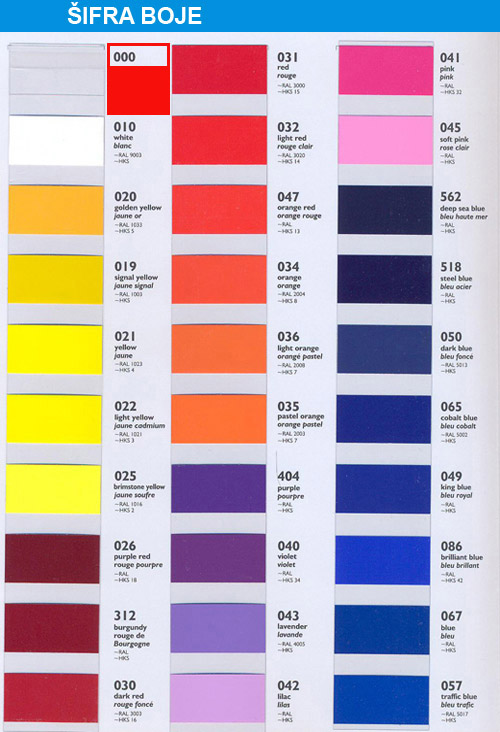 ŠIFRA BOJE
000
010
white
blanc
~RAL 9003
~HKS
020
golden yellow
jaune or
~RAL 1033
~HKS 5
019
signal yellow
jaune signal
~RAL 1003
~HKS
021
yellow
jaune
~RAL 1023
~HKS 4
022
light yellow
jaune cadmium
~RAL 1021
~HKS 3
025
brimstone yellow
jaune soufre
~RAL 1016
~HKS 2
026
purple red
rouge pourpre
~RAL
~HKS 18
312
burgundy
rouge de
Bourgogne
~RAL
~HKS
030
dark red
rouge foncé
~RAL 3003
~HKS 16
031
red
rouge
~RAL 3000
~HKS 15
032
light red
rouge clair
~RAL 3020
~HKS 14
047
orange red
orange rouge
~RAL
~HKS 13
034
orange
orange
~RAL 2004
~HKS 8
036
light orange
orangé pastel
~RAL 2008
~HKS 7
035
pastel orange
orange pastel
~RAL 2003
~HKS 7
404
purple
pourpre
~RAL
~HKS
040
violet
violet
~RAL
~HKS 34
043
lavender
lavande
~RAL 4005
~HKS
042
lilac
lilas
~RAL
~HKS
041
pink
pink
~RAL
~HKS 32
045
soft pink
rose clair
~RAL
~HKS
562
deep sea blue
bleu haute mer
~RAL
~HKS
518
steel blue
bleu acier
~RAL
~HKS
050
dark blue
bleu foncé
~RAL 5013
~HKS
065
cobalt blue
bleu cobalt
~RAL 5002
~HKS
049
king blue
bleu royal
~RAL
~HKS
086
brilliant blue
bleu brillant
~RAL
~HKS 42
067
blue
bleu
~RAL
~HKS
057
traffic blue
bleu trafic
~RAL 5017
~HKS